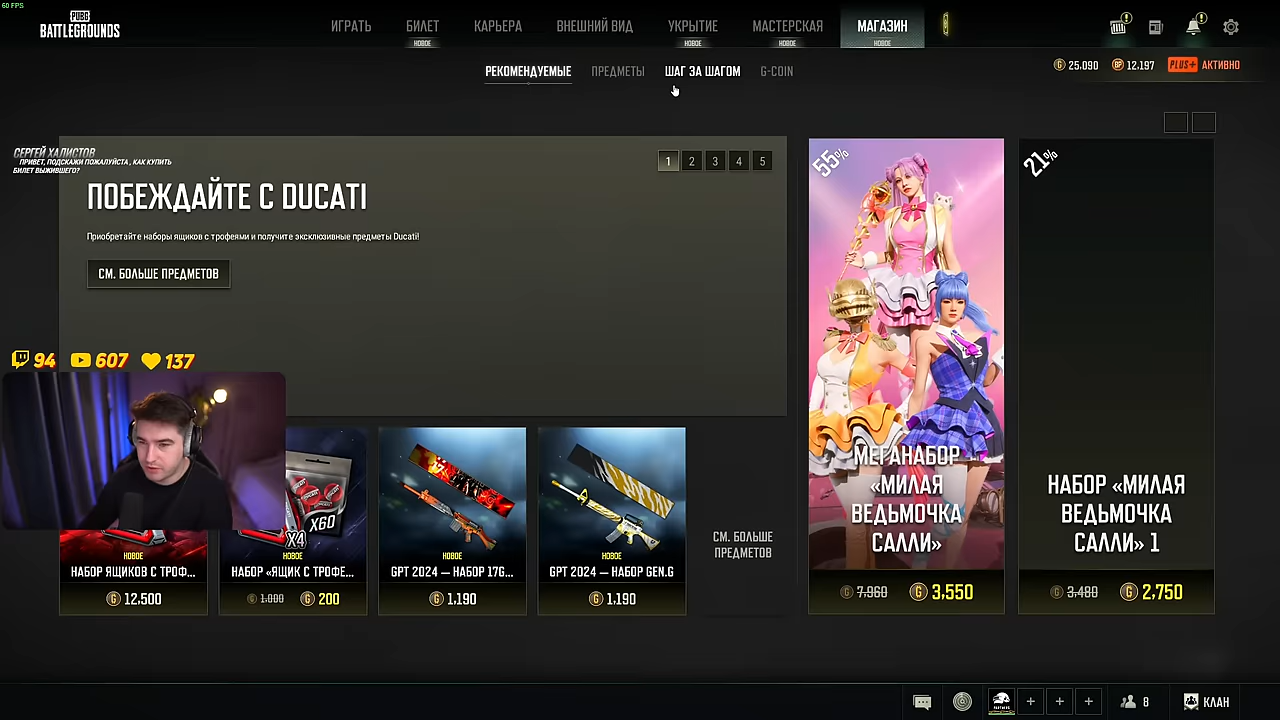 60 FPS
PUBG
BATTLEGROUNDS
ИГРАТЬ
БИЛЕТ
НОВОЕ
КАРЬЕРА
ВНЕШНИЙ ВИД
УКРЫТИЕ
НОВОЕ
МАСТЕРСКАЯ
НОВОЕ
МАГАЗИН
НОВОЕ
РЕКОМЕНДУЕМЫЕ
ПРЕДМЕТЫ
ШАГ ЗА ШАГОМ
G-COIN
G 25,090
BP 12,197
PLUS+ АКТИВНО
СЕРГЕЙ ХАЛИСТОВ
ПРИВЕТ, ПОДСКАЖИ ПОЖАЛУЙСТА , КАК КУПИТЬ
БИЛЕТ ВЫЖИВШЕГО?
1 2 3 4 5
ПОБЕЖДАЙТЕ С DUCATI
Приобретайте наборы ящиков с трофеями и получите эксклюзивные предметы Ducati!
СМ. БОЛЬШЕ ПРЕДМЕТОВ
94 607 137
НОВОЕ
НАБОР ЯЩИКОВ С ТРОФ...
G 12,500
X60
X4
НОВОЕ
НАБОР «ЯЩИК С ТРОФЕ...
G 1,000 G 200
НОВОЕ
GPT 2024 — НАБОР 17G...
G 1,190
НОВОЕ
GPT 2024 — НАБОР GEN.G
G 1,190
СМ. БОЛЬШЕ
ПРЕДМЕТОВ
55%
МЕГАНАБОР
«МИЛАЯ
ВЕДЬМОЧКА
САЛЛИ»
G 7,960 G 3,550
21%
НАБОР «МИЛАЯ
ВЕДЬМОЧКА
САЛЛИ» 1
G 3,480 G 2,750
8
КЛАН